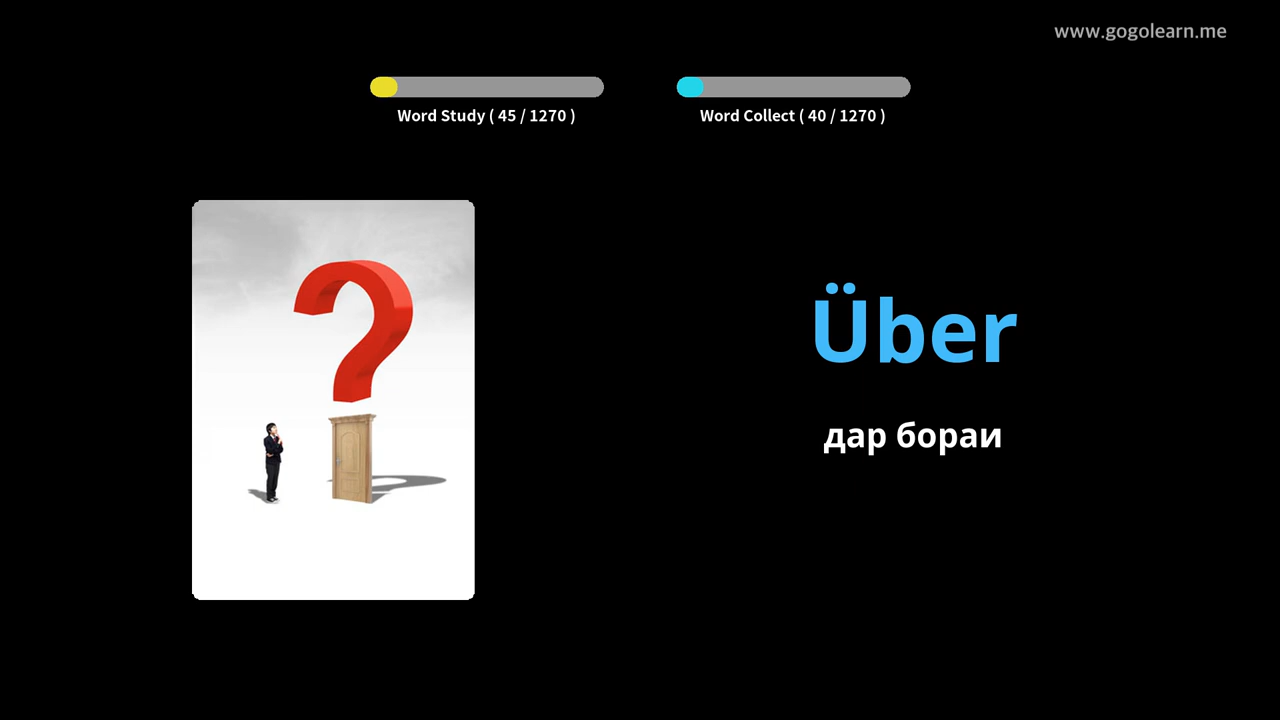 www.gogolearn.me
Word Study ( 45 / 1270 )
Word Collect ( 40 / 1270 )
Über
дар бораи